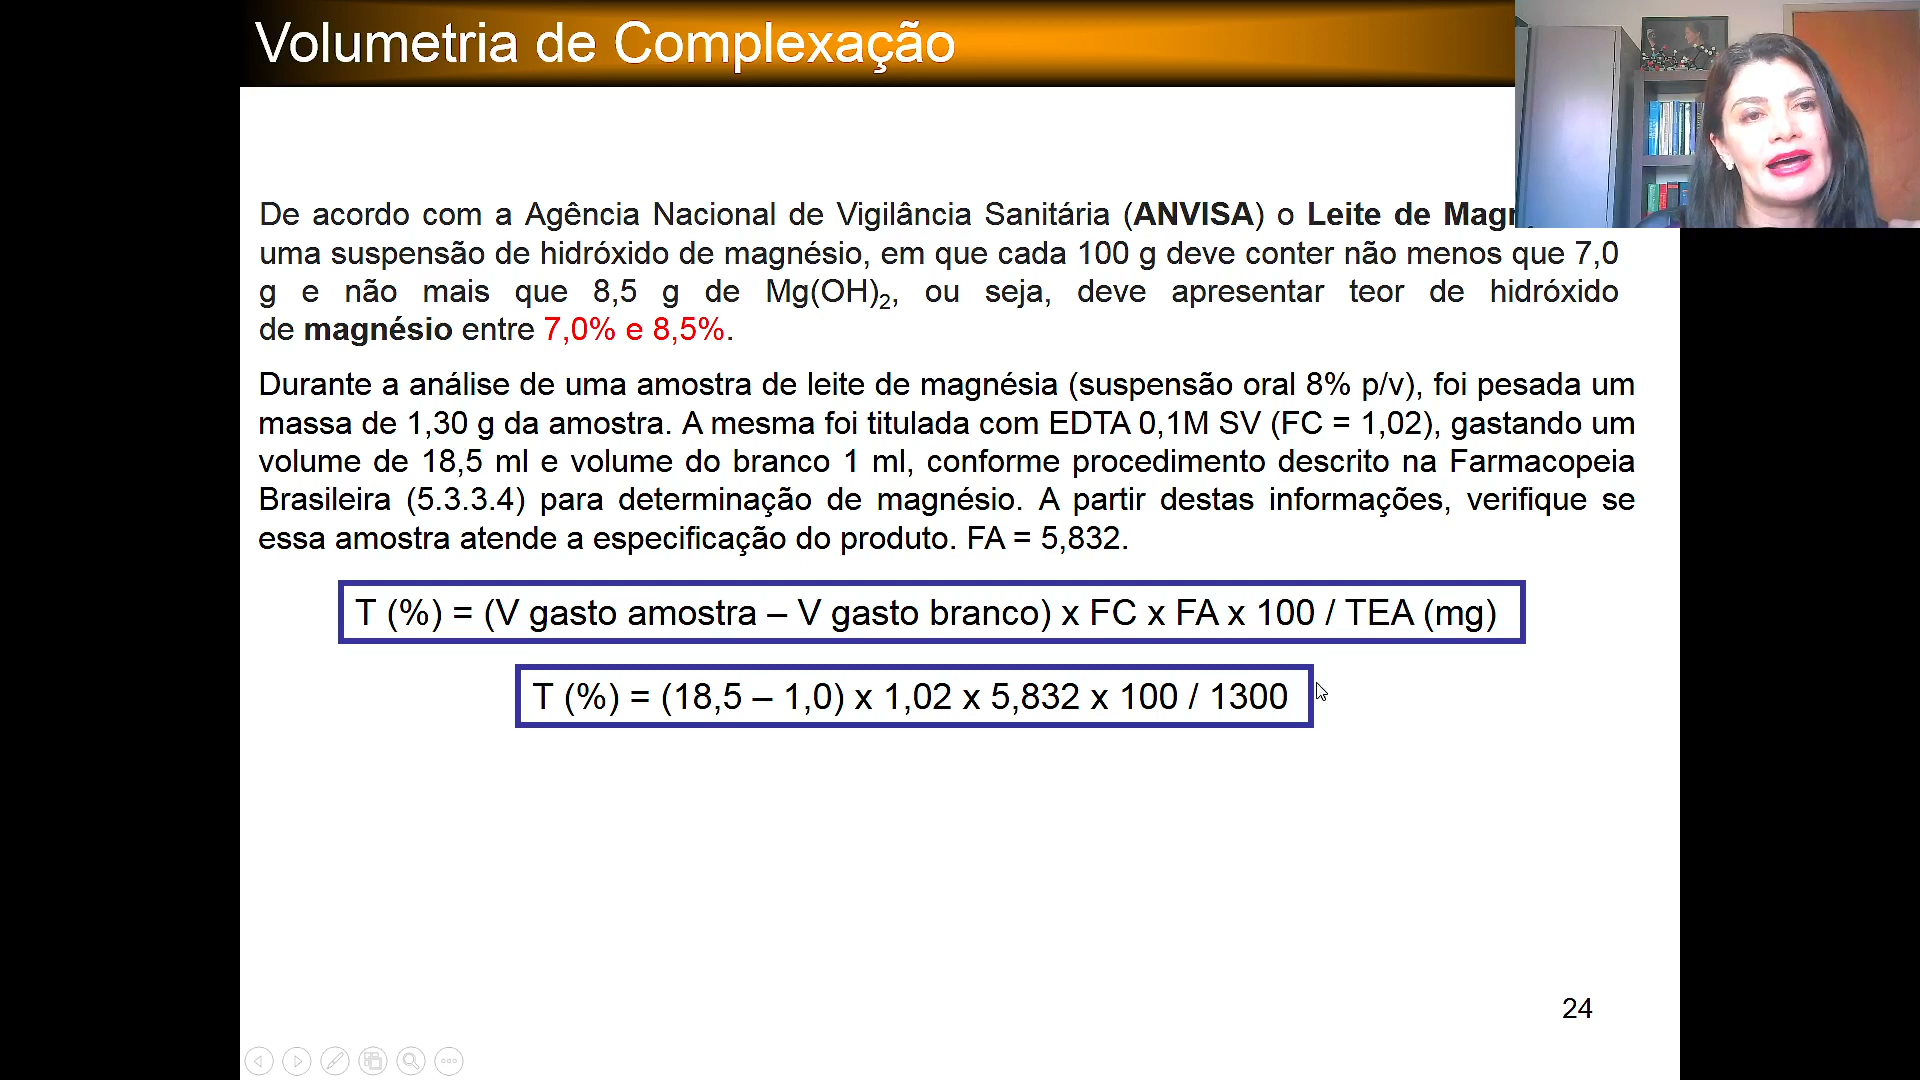 Volumetria de Complexação
De acordo com a Agência Nacional de Vigilância Sanitária (ANVISA) o Leite de
uma suspensão de hidróxido de magnésio, em que cada 100 g deve conter não menos que 7,0
g e não mais que 8,5 g de Mg(OH)₂, ou seja, deve apresentar teor de hidróxido
de magnésio entre 7,0% e 8,5%.
Durante a análise de uma amostra de leite de magnésia (suspensão oral 8% p/v), foi pesada um
massa de 1,30 g da amostra. A mesma foi titulada com EDTA 0,1M SV (FC = 1,02), gastando um
volume de 18,5 ml e volume do branco 1 ml, conforme procedimento descrito na Farmacopeia
Brasileira (5.3.3.4) para determinação de magnésio. A partir destas informações, verifique se
essa amostra atende a especificação do produto. FA = 5,832.
T (%) = (V gasto amostra – V gasto branco) x FC x FA x 100 / TEA (mg)
T (%) = (18,5 – 1,0) x 1,02 x 5,832 x 100 / 1300
24